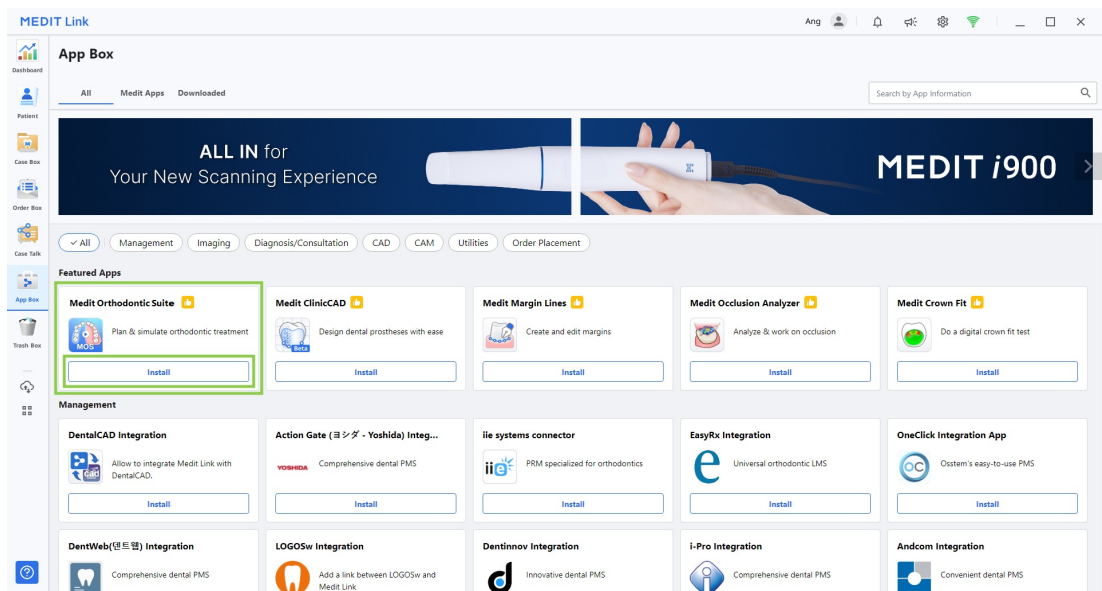 MEDIT Link
Ang
Dashboard
Patient
Case Box
Order Box
Case Talk
App Box
Trash Box
App Box
All
Medit Apps
Downloaded
Search by App Information
ALL IN for
Your New Scanning Experience
MEDIT i900
All
Management
Imaging
Diagnosis/Consultation
CAD
CAM
Utilities
Order Placement
Featured Apps
Medit Orthodontic Suite
MOS
Plan & simulate orthodontic treatment
Install
Medit ClinicCAD
Beta
Design dental prostheses with ease
Install
Medit Margin Lines
Create and edit margins
Install
Medit Occlusion Analyzer
Analyze & work on occlusion
Install
Medit Crown Fit
Do a digital crown fit test
Install
Management
DentalCAD Integration
Cad
Allow to integrate Medit Link with
DentalCAD.
Install
Action Gate (ヨシダ - Yoshida) Integ...
YOSHIDA
Comprehensive dental PMS
Install
iie systems connector
iie
PRM specialized for orthodontics
Install
EasyRx Integration
e
Universal orthodontic LMS
Install
OneClick Integration App
OC
Osstem's easy-to-use PMS
Install
DentWeb(덴트웹) Integration
Comprehensive dental PMS
LOGOSw Integration
Add a link between LOGOSw and
Medit Link
Dentinnov Integration
d
Innovative dental PMS
i-Pro Integration
i
Comprehensive dental PMS
Andcom Integration
Convenient dental PMS